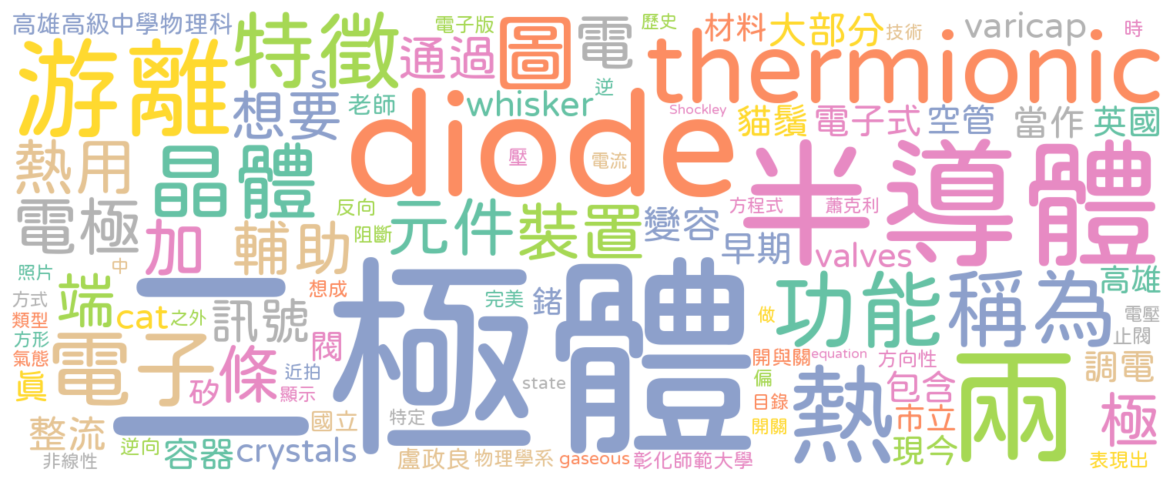 高雄高級中學物理科
特徵
電子版
歷史
材料
大部分
技術
varicap
時
游離
s
通過
圖
電
thermionic
想要
老師
whisker
逆
Shockley
貓鬚
電子式
空管
當作
英國
diode
熱用
晶體
壓
電流
半導體
電極
加
輔助
反向
阻斷
元件
裝置
變容
方程式
蕭克利
早期
valves
中
照片
端
二極體
想成
完美
鍺
功能
稱為
高雄
方式
cat
之外
訊號
做
電壓
類型
電子
閥
止閥
方形
氣態
條
近拍
開與關
equation
方向性
兩
調電
眞
矽
顯示
state
偏
熱
包含
目錄
市立
極
整流
國立
特定
開關
非線性
逆向
容器
crystals
盧政良
物理學系
gaseous
彰化師範大學
現今
表現出